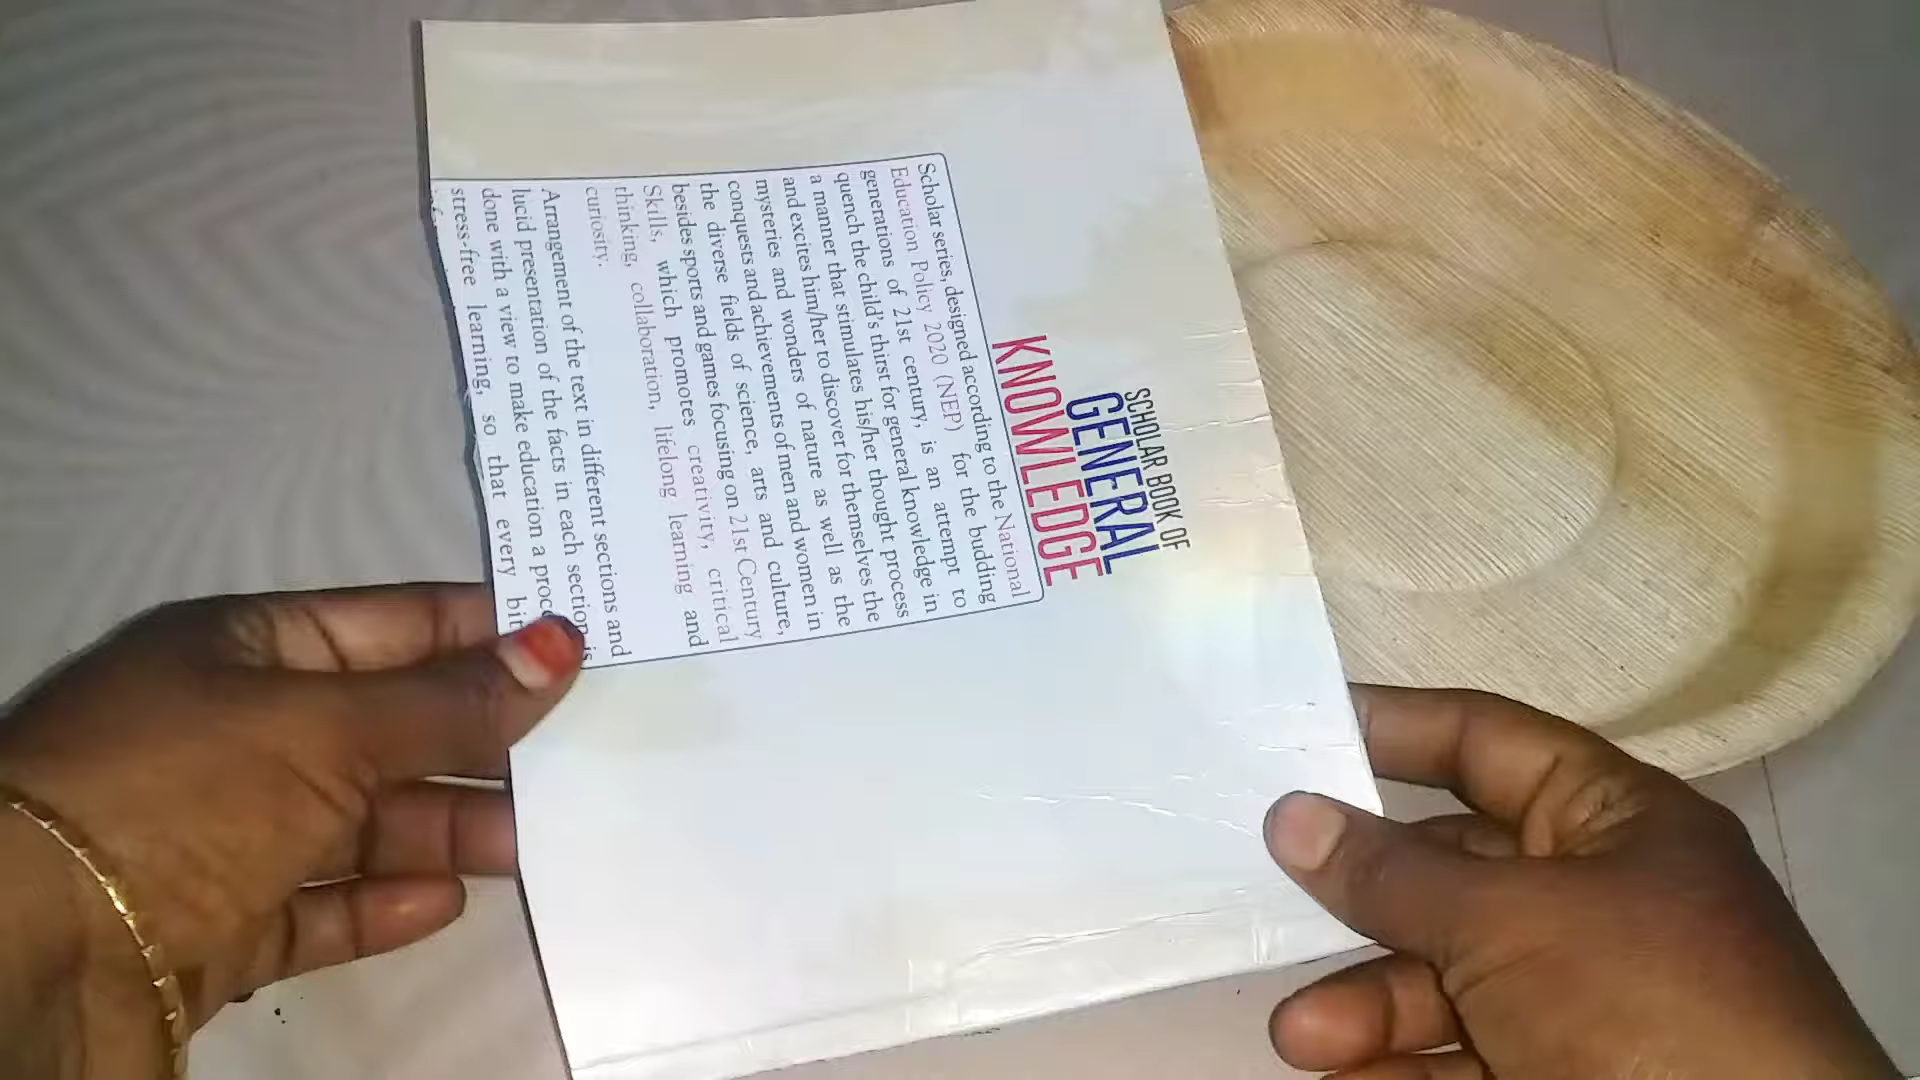 SCHOLAR BOOK OF
GENERAL
KNOWLEDGE
Scholar series, designed according to the National
Education Policy 2020 (NEP) for the budding
generations of 21st century, is an attempt to
quench the child's thirst for general knowledge in
a manner that stimulates his/her thought process
and excites him/her to discover for themselves the
mysteries and wonders of nature as well as the
conquests and achievements of men and women in
the diverse fields of science, arts and culture,
besides sports and games focusing on 21st Century
Skills, which promotes creativity, critical
thinking, collaboration, lifelong learning and
curiosity.
Arrangement of the text in different sections and
lucid presentation of the facts in each section is
done with a view to make education a
stress-free learning, so that every